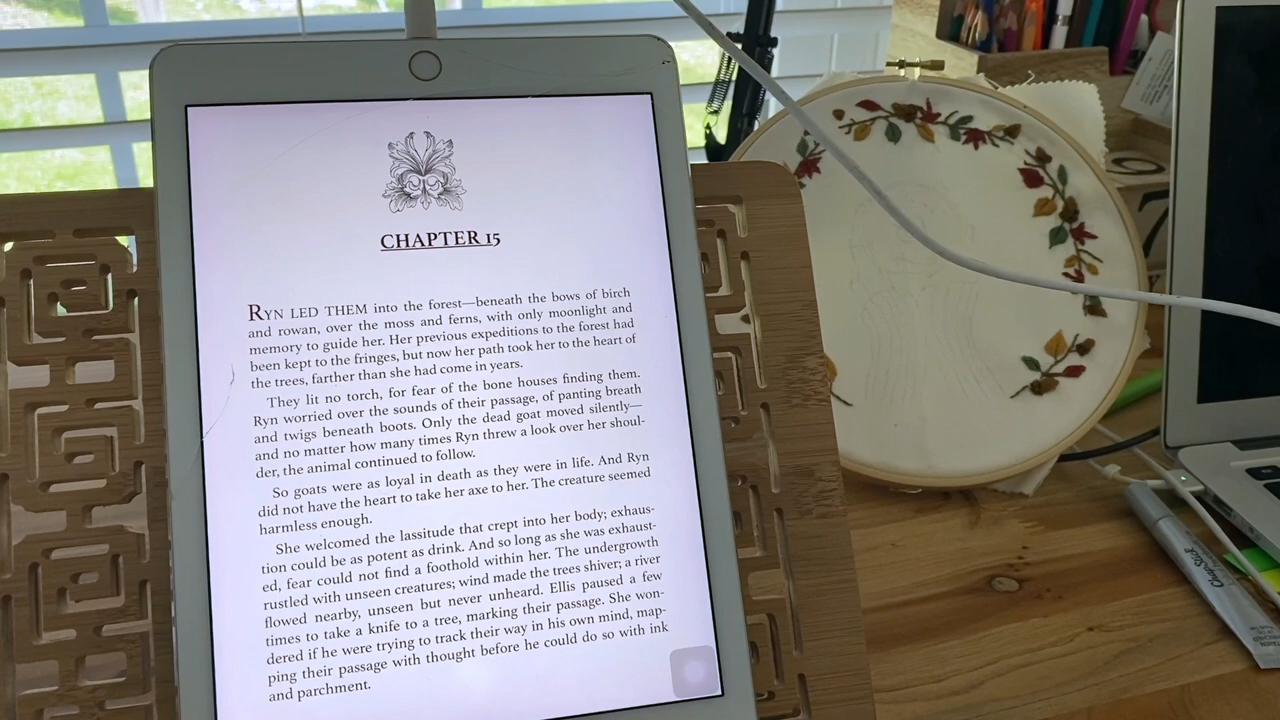 CHAPTER 15
RYN LED THEM into the forest—beneath the bows of birch
and rowan, over the moss and ferns, with only moonlight and
memory to guide her. Her previous expeditions to the forest had
been kept to the fringes, but now her path took her to the heart of
the trees, farther than she had come in years.
They lit no torch, for fear of the bone houses finding them.
Ryn worried over the sounds of their passage, of panting breath
and twigs beneath boots. Only the dead goat moved silently—
and no matter how many times Ryn threw a look over her shoul-
der, the animal continued to follow.
So goats were as loyal in death as they were in life. And Ryn
did not have the heart to take her axe to her. The creature seemed
harmless enough.
She welcomed the lassitude that crept into her body; exhaus-
tion could be as potent as drink. And so long as she was exhaust-
ed, fear could not find a foothold within her. The undergrowth
rustled with unseen creatures; wind made the trees shiver; a river
flowed nearby, unseen but never unheard. Ellis paused a few
times to take a knife to a tree, marking their passage. She won-
dered if he were trying to track their way in his own mind, map-
ping their passage with thought before he could do so with ink
and parchment.
ChapStick